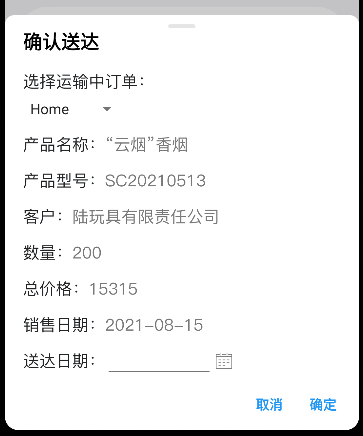 确认送达
选择运输中订单：
Home
产品名称：“云烟”香烟
产品型号：SC20210513
客户：陆玩具有限责任公司
数量：200
总价格：15315
销售日期：2021-08-15
送达日期：
取消 确定